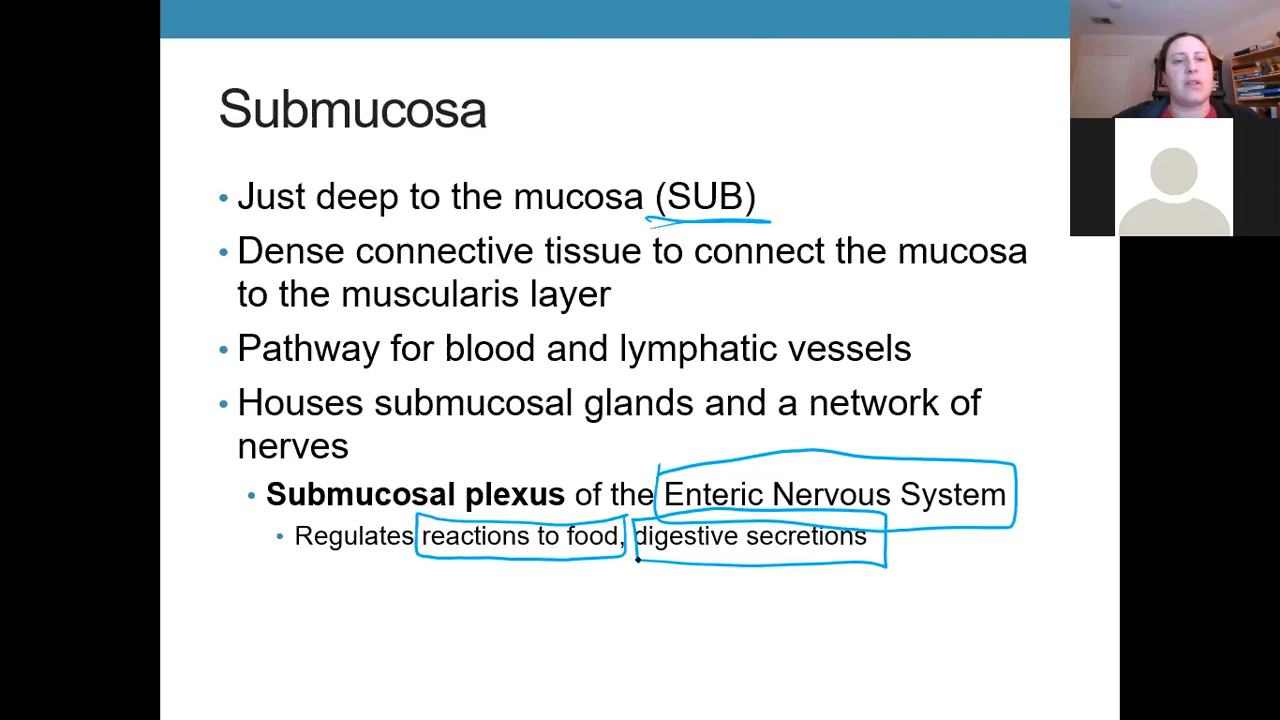 Submucosa
• Just deep to the mucosa (SUB)
• Dense connective tissue to connect the mucosa
to the muscularis layer
• Pathway for blood and lymphatic vessels
• Houses submucosal glands and a network of
nerves
• Submucosal plexus of the Enteric Nervous System
• Regulates reactions to food, digestive secretions